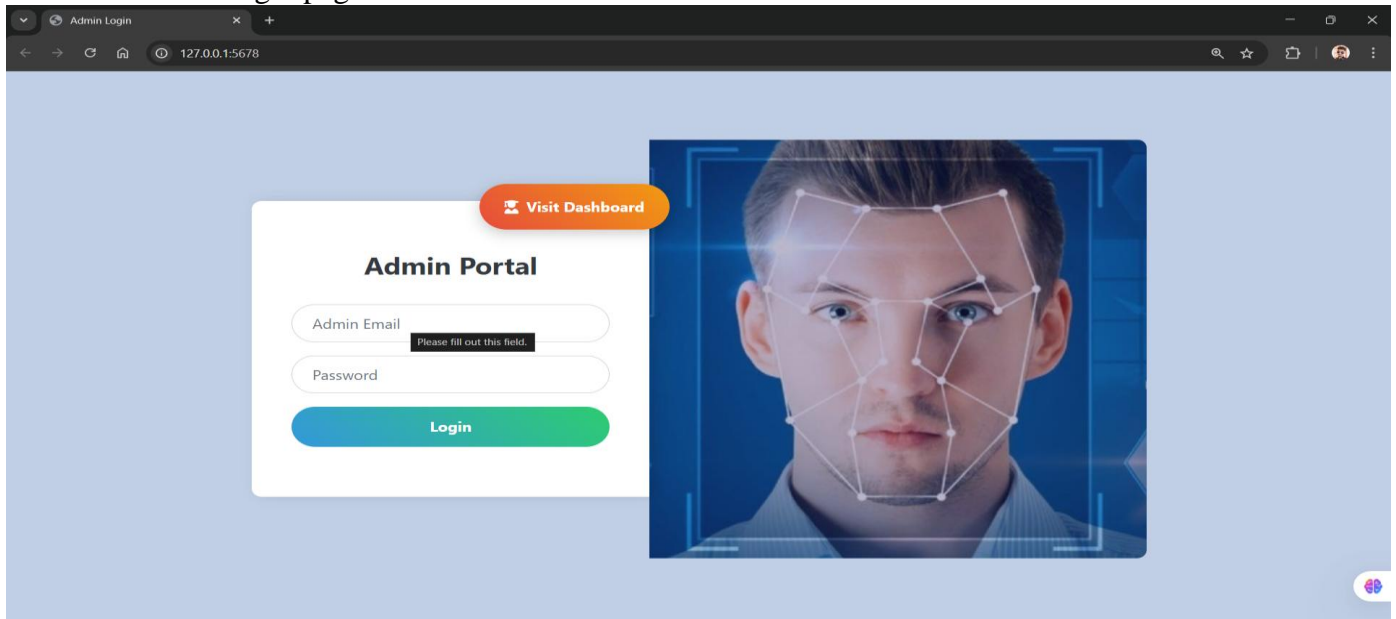 Admin Login
127.0.0.1:5678
Visit Dashboard
Admin Portal
Admin Email
Please fill out this field.
Password
Login